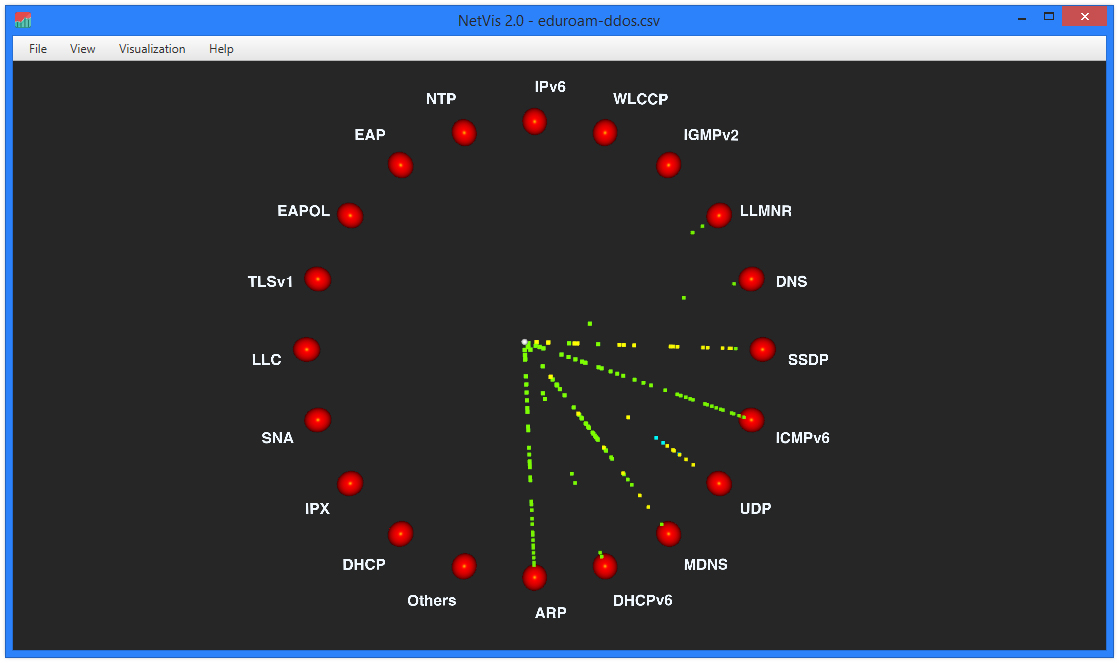 NetVis 2.0 - eduroam-ddos.csv
File View Visualization Help
IPv6
NTP
WLCCP
EAP
IGMPv2
EAPOL
LLMNR
TLSv1
DNS
LLC
SSDP
SNA
ICMPv6
IPX
UDP
DHCP
MDNS
Others
DHCPv6
ARP